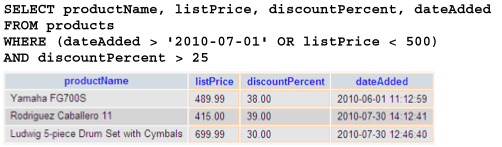 SELECT productName, listPrice, discountPercent, dateAdded
FROM products
WHERE (dateAdded > '2010-07-01' OR listPrice < 500)
AND discountPercent > 25
productName listPrice discountPercent dateAdded
Yamaha FG700S 489.99 38.00 2010-06-01 11:12:59
Rodriguez Caballero 11 415.00 39.00 2010-07-30 14:12:41
Ludwig 5-piece Drum Set with Cymbals 699.99 30.00 2010-07-30 12:46:40